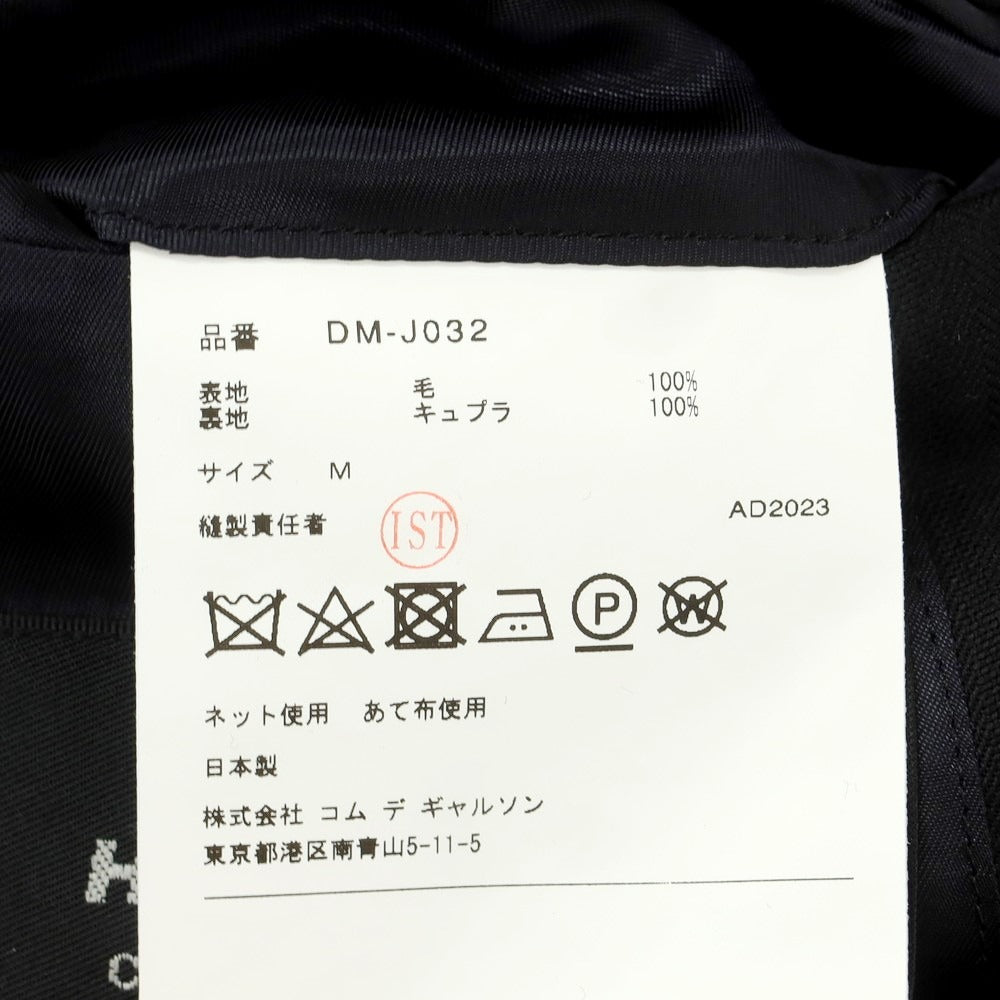 品番 DM-J032
表地 毛 100%
裏地 キュプラ 100%
サイズ M
縫製責任者 IST
AD2023
P
W
ネット使用 あて布使用
日本製
株式会社 コム デ ギャルソン
東京都港区南青山5-11-5
H